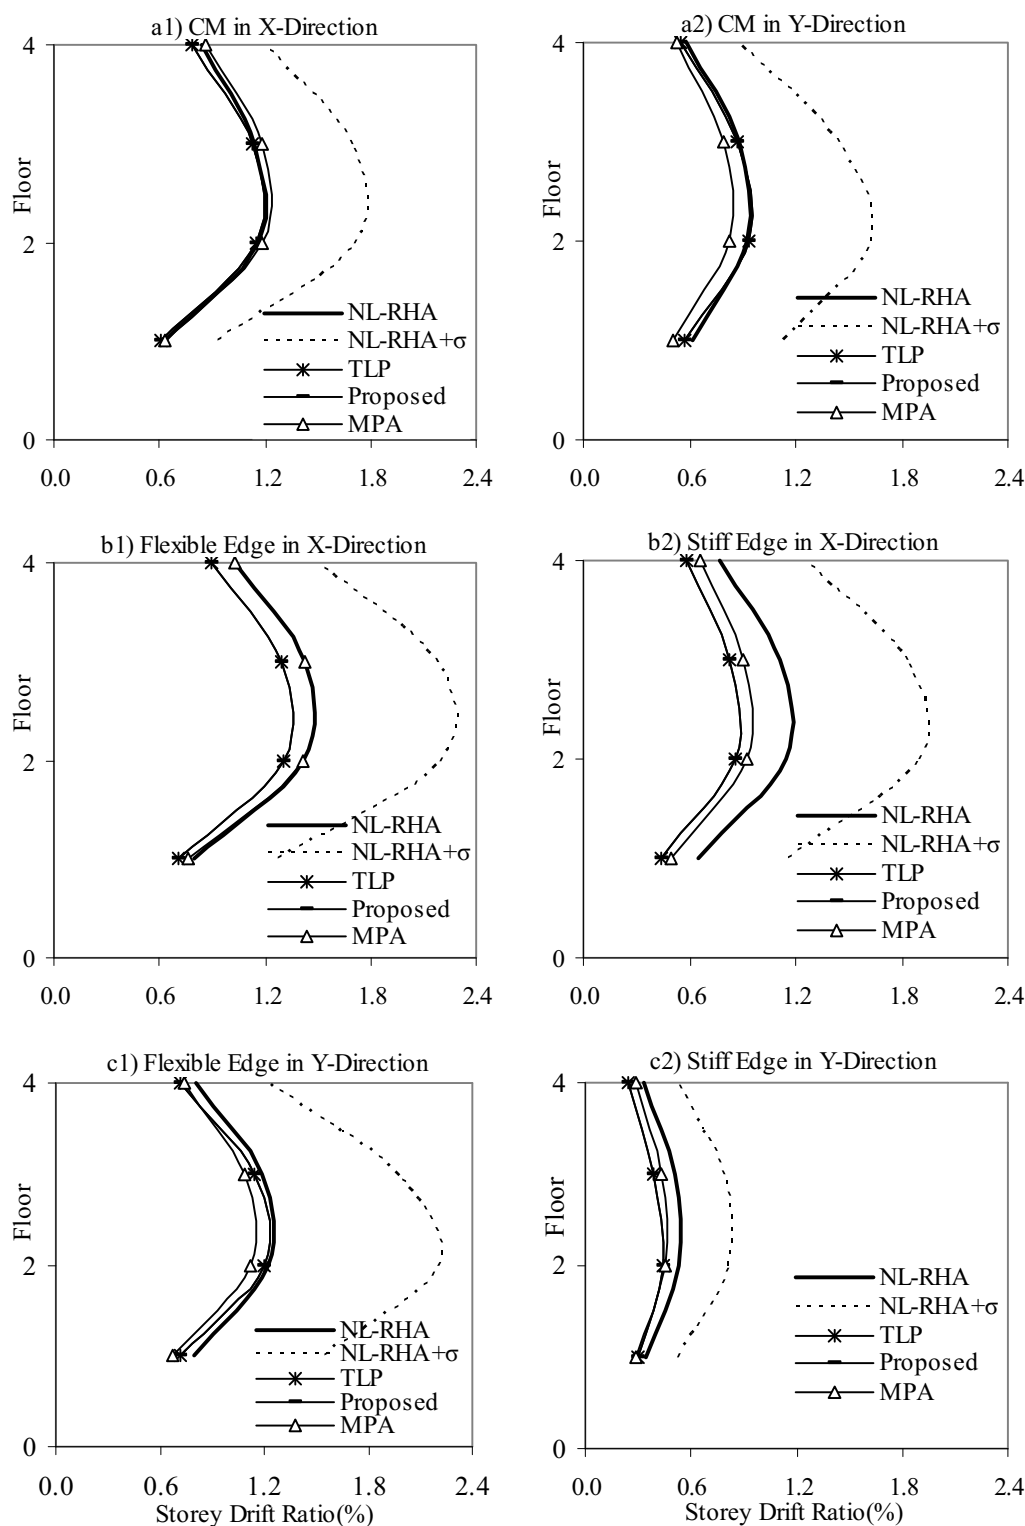 a1) CM in X-Direction
4
Floor
2
0
0.0 0.6 1.2 1.8 2.4
NL-RHA
NL-RHA+σ
TLP
Proposed
MPA
a2) CM in Y-Direction
4
Floor
2
0
0.0 0.6 1.2 1.8 2.4
NL-RHA
NL-RHA+σ
TLP
Proposed
MPA
b1) Flexible Edge in X-Direction
4
Floor
2
0
0.0 0.6 1.2 1.8 2.4
NL-RHA
NL-RHA+σ
TLP
Proposed
MPA
b2) Stiff Edge in X-Direction
4
Floor
2
0
0.0 0.6 1.2 1.8 2.4
NL-RHA
NL-RHA+σ
TLP
Proposed
MPA
c1) Flexible Edge in Y-Direction
4
Floor
2
0
0.0 0.6 1.2 1.8 2.4
Storey Drift Ratio(%)
NL-RHA
NL-RHA+σ
TLP
Proposed
MPA
c2) Stiff Edge in Y-Direction
4
Floor
2
0
0.0 0.6 1.2 1.8 2.4
Storey Drift Ratio(%)
NL-RHA
NL-RHA+σ
TLP
Proposed
MPA